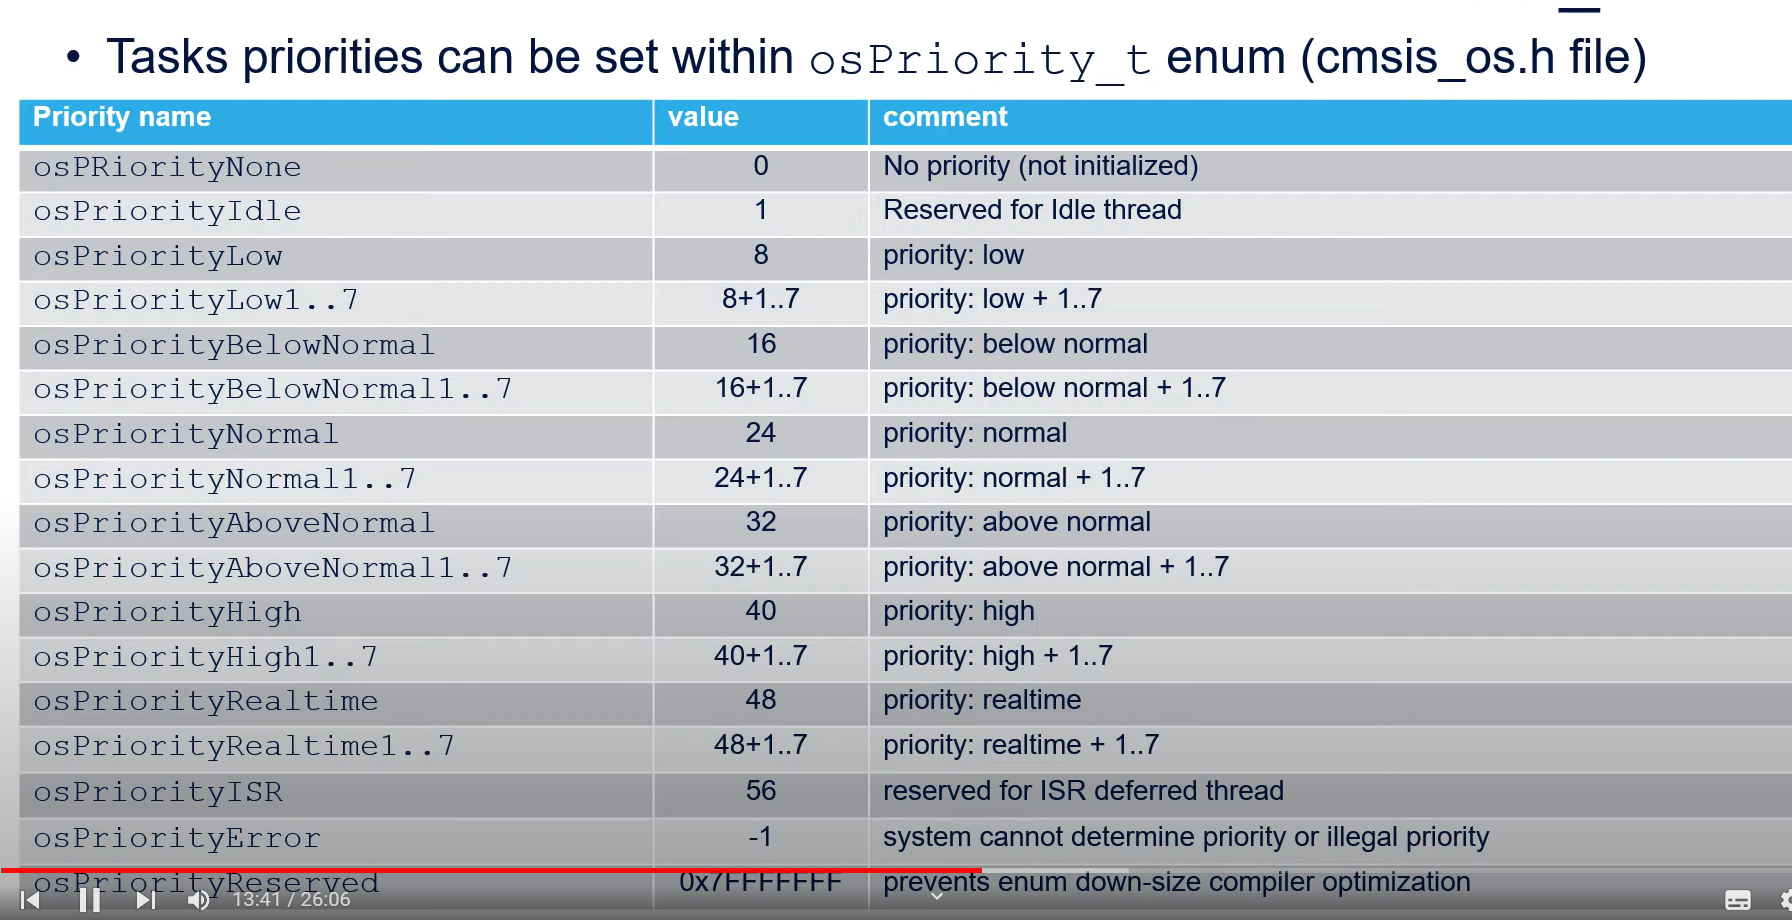 • Tasks priorities can be set within osPriority_t enum (cmsis_os.h file)
Priority name value comment
osPRiorityNone 0 No priority (not initialized)
osPriorityIdle 1 Reserved for Idle thread
osPriorityLow 8 priority: low
osPriorityLow1..7 8+1..7 priority: low + 1..7
osPriorityBelowNormal 16 priority: below normal
osPriorityBelowNormal1..7 16+1..7 priority: below normal + 1..7
osPriorityNormal 24 priority: normal
osPriorityNormal1..7 24+1..7 priority: normal + 1..7
osPriorityAboveNormal 32 priority: above normal
osPriorityAboveNormal1..7 32+1..7 priority: above normal + 1..7
osPriorityHigh 40 priority: high
osPriorityHigh1..7 40+1..7 priority: high + 1..7
osPriorityRealtime 48 priority: realtime
osPriorityRealtime1..7 48+1..7 priority: realtime + 1..7
osPriorityISR 56 reserved for ISR deferred thread
osPriorityError -1 system cannot determine priority or illegal priority
osPriorityReserved 0x7FFFFFFF prevents enum down-size compiler optimization
13:41 / 26:06